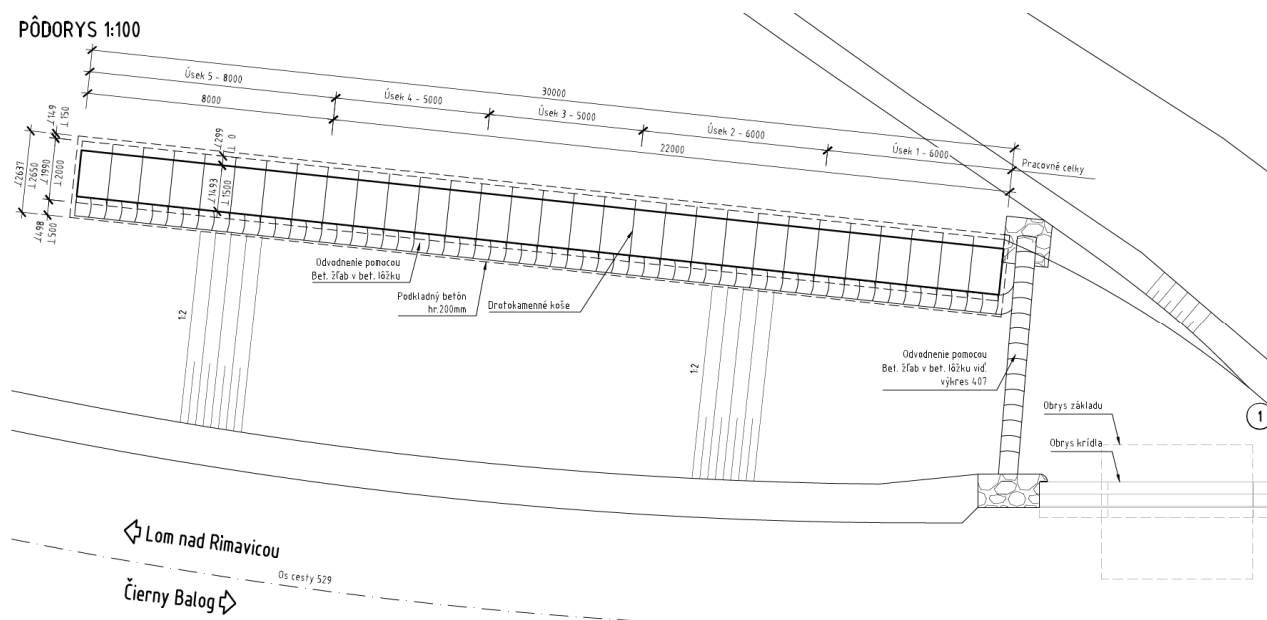 PÔDORYS 1:100
30000
Úsek 5 - 8000
Úsek 4 - 5000
Úsek 3 - 5000
Úsek 2 - 6000
Úsek 1 - 6000
8000
22000
Pracovné celky
∠149
⊥150
∠299
⊥0
∠2637
⊥2650
∠1990
⊥2000
∠1493
⊥1500
∠498
⊥500
Odvodnenie pomocou
Bet. žľab v bet. lôžku
Podkladný betón
hr.200mm
Drotokamenné koše
1:2
1:2
Odvodnenie pomocou
Bet. žľab v bet. lôžku viď.
výkres 407
Obrys základu
1
Obrys krídla
Lom nad Rimavicou
Os cesty 529
Čierny Balog